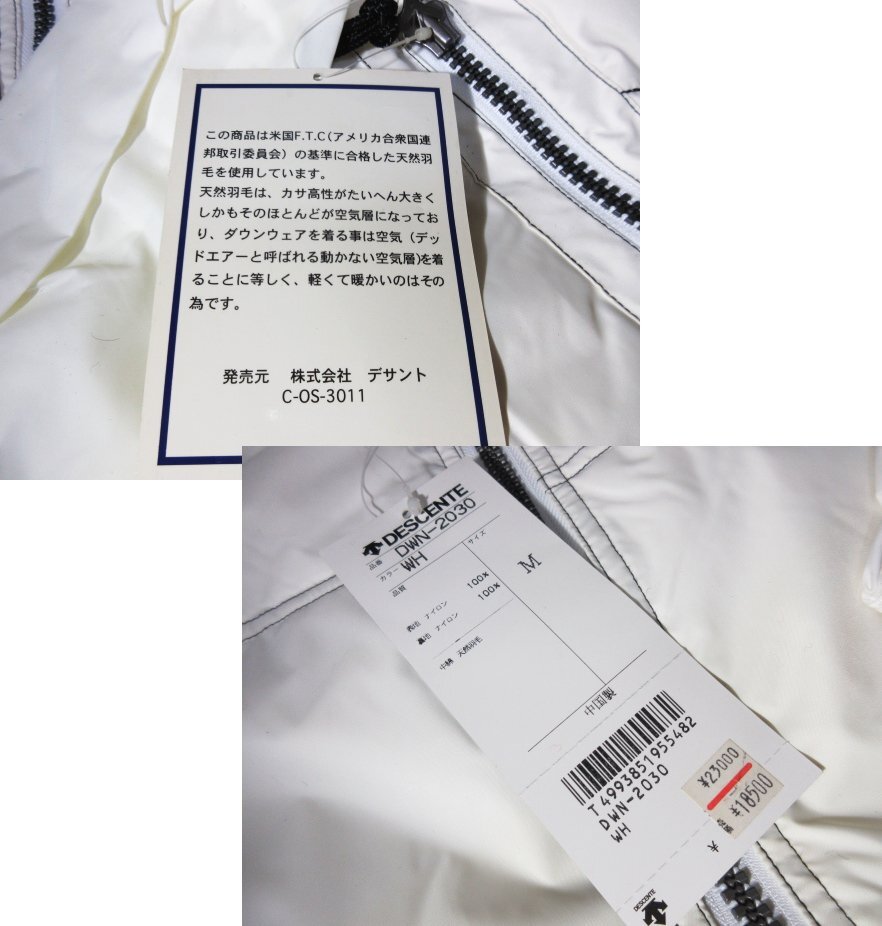 この商品は米国F.T.C(アメリカ合衆国連
邦取引委員会)の基準に合格した天然羽
毛を使用しています。
天然羽毛は、カサ高性がたいへん大きく
しかもそのほとんどが空気層になってお
り、ダウンウェアを着る事は空気(デッ
ドエアーと呼ばれる動かない空気層)を着
ることに等しく、軽くて暖かいのはその
為です。
発売元 株式会社 デサント
C-OS-3011
DESCENTE
品番 DWN-2030
カラー WH
品質
サイズ
M
表地 ナイロン 100%
裏地 ナイロン 100%
中綿 天然羽毛
中国製
T4993851955482
DWN-2030
WH
¥23000
¥18500
DESCENTE